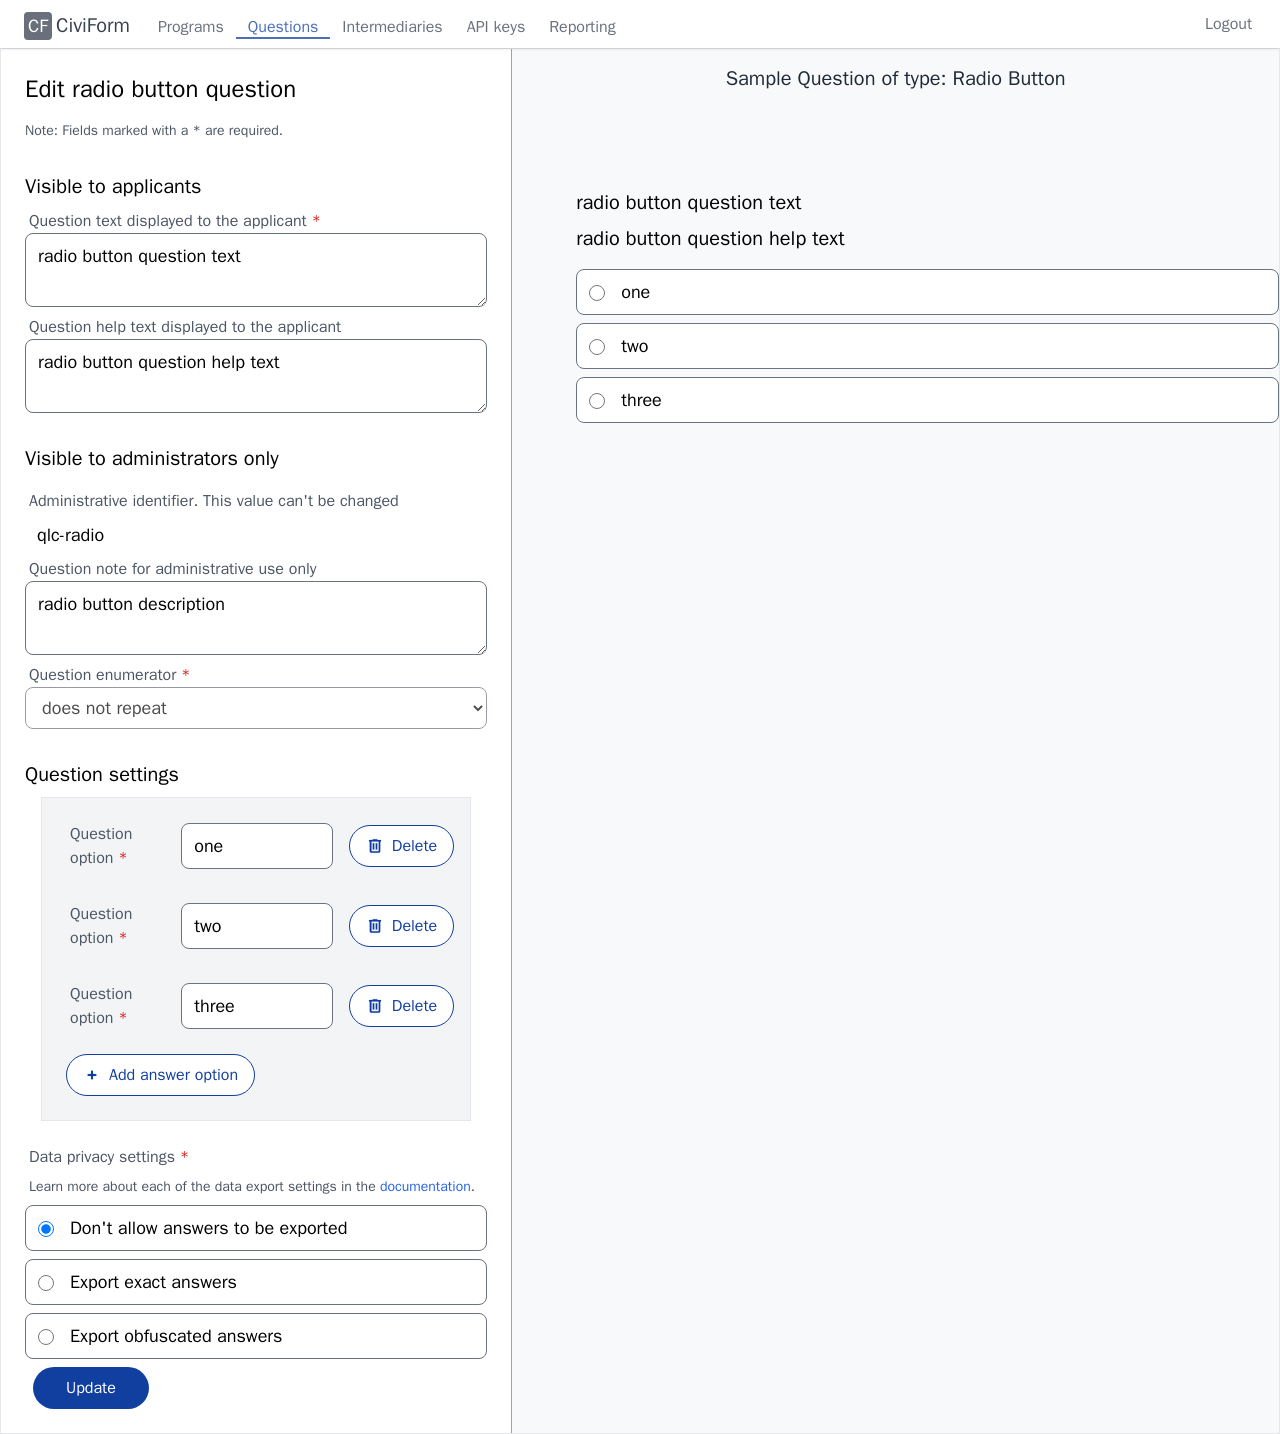 CF CiviForm Programs Questions Intermediaries API keys Reporting Logout
Edit radio button question
Note: Fields marked with a * are required.
Visible to applicants
Question text displayed to the applicant *
radio button question text
Question help text displayed to the applicant
radio button question help text
Visible to administrators only
Administrative identifier. This value can't be changed
qlc-radio
Question note for administrative use only
radio button description
Question enumerator *
does not repeat
Question settings
Question
option *
one
Delete
Question
option *
two
Delete
Question
option *
three
Delete
+ Add answer option
Data privacy settings *
Learn more about each of the data export settings in the documentation.
Don't allow answers to be exported
Export exact answers
Export obfuscated answers
Update
Sample Question of type: Radio Button
radio button question text
radio button question help text
one
two
three